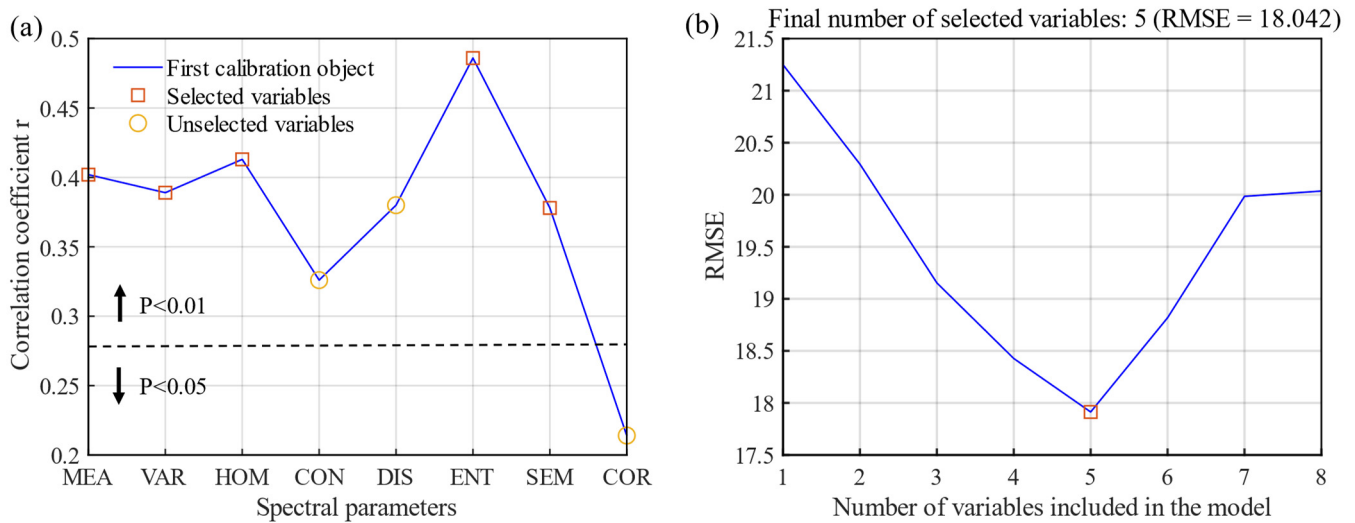 (a)
0.5
0.45
0.4
0.35
0.3
0.25
0.2
Correlation coefficient r
First calibration object
Selected variables
Unselected variables
P<0.01
P<0.05
MEA VAR HOM CON DIS ENT SEM COR
Spectral parameters
(b)
Final number of selected variables: 5 (RMSE = 18.042)
21.5
21
20.5
20
19.5
19
18.5
18
17.5
RMSE
1 2 3 4 5 6 7 8
Number of variables included in the model